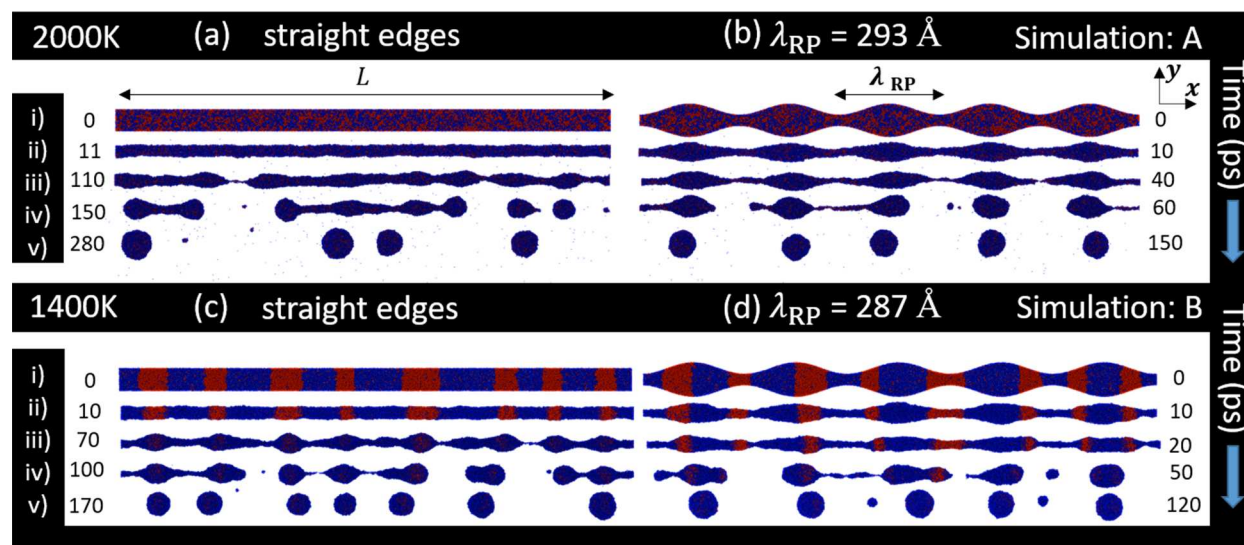 2000K (a) straight edges (b) λRP = 293 Å Simulation: A
L λ RP y x
Time (ps)
i) 0 0
ii) 11 10
iii) 110 40
iv) 150 60
v) 280 150
1400K (c) straight edges (d) λRP = 287 Å Simulation: B
Time (ps)
i) 0 0
ii) 10 10
iii) 70 20
iv) 100 50
v) 170 120